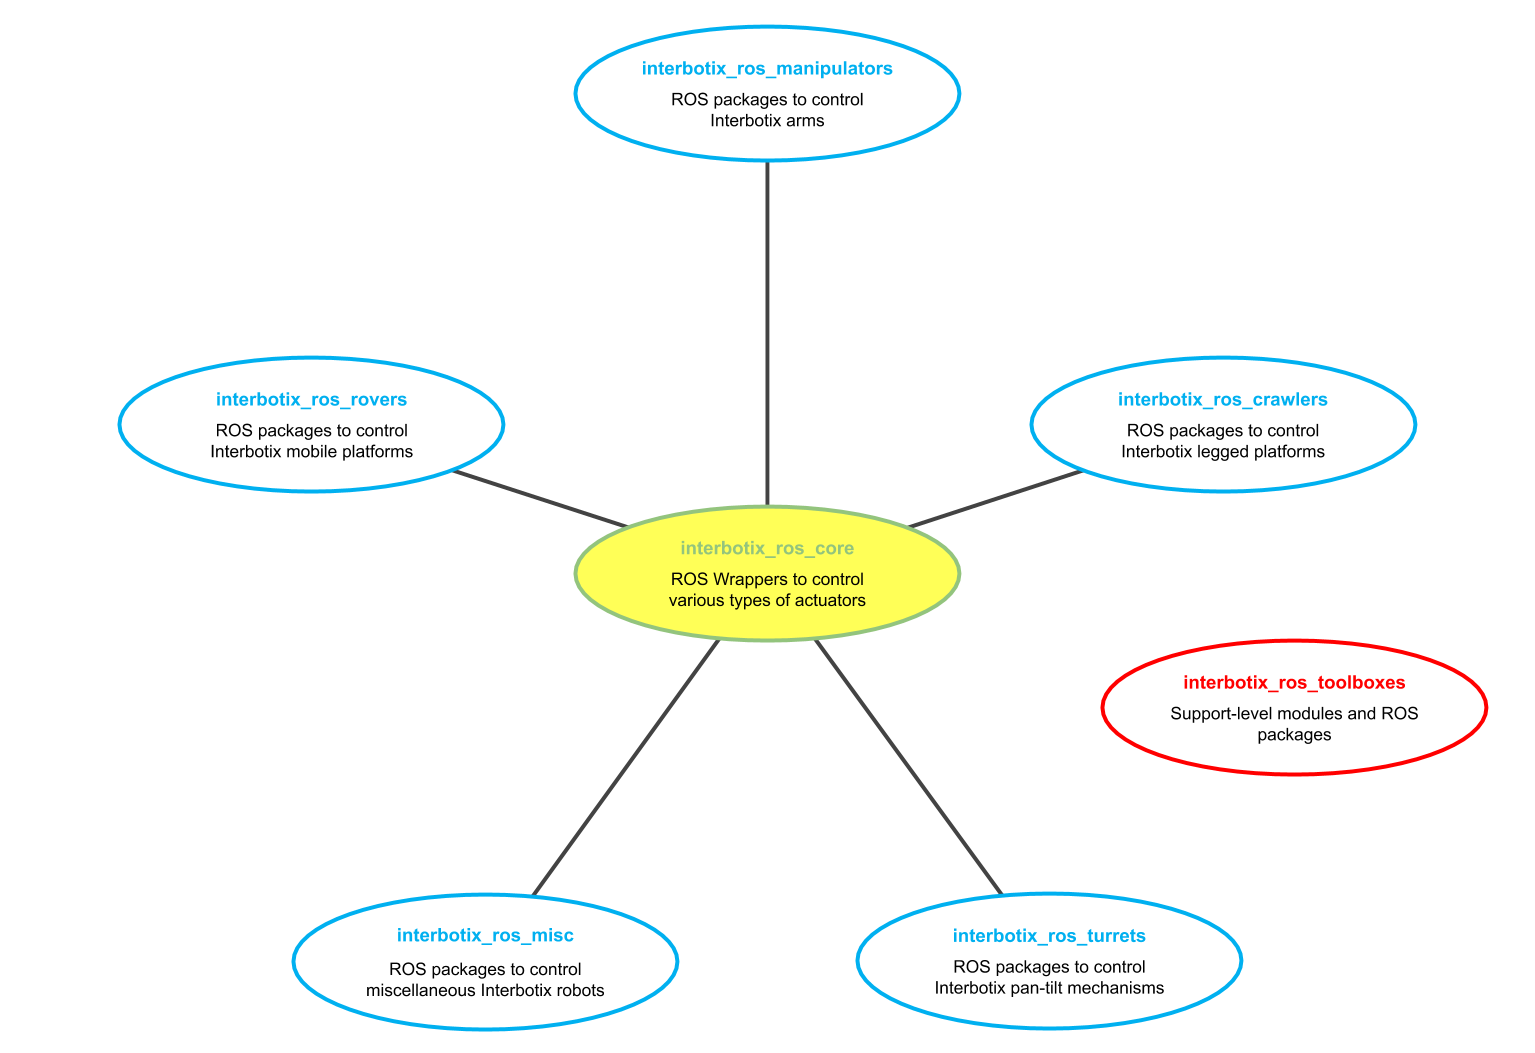 interbotix_ros_manipulators
ROS packages to control
Interbotix arms
interbotix_ros_rovers
ROS packages to control
Interbotix mobile platforms
interbotix_ros_crawlers
ROS packages to control
Interbotix legged platforms
interbotix_ros_core
ROS Wrappers to control
various types of actuators
interbotix_ros_toolboxes
Support-level modules and ROS
packages
interbotix_ros_misc
ROS packages to control
miscellaneous Interbotix robots
interbotix_ros_turrets
ROS packages to control
Interbotix pan-tilt mechanisms